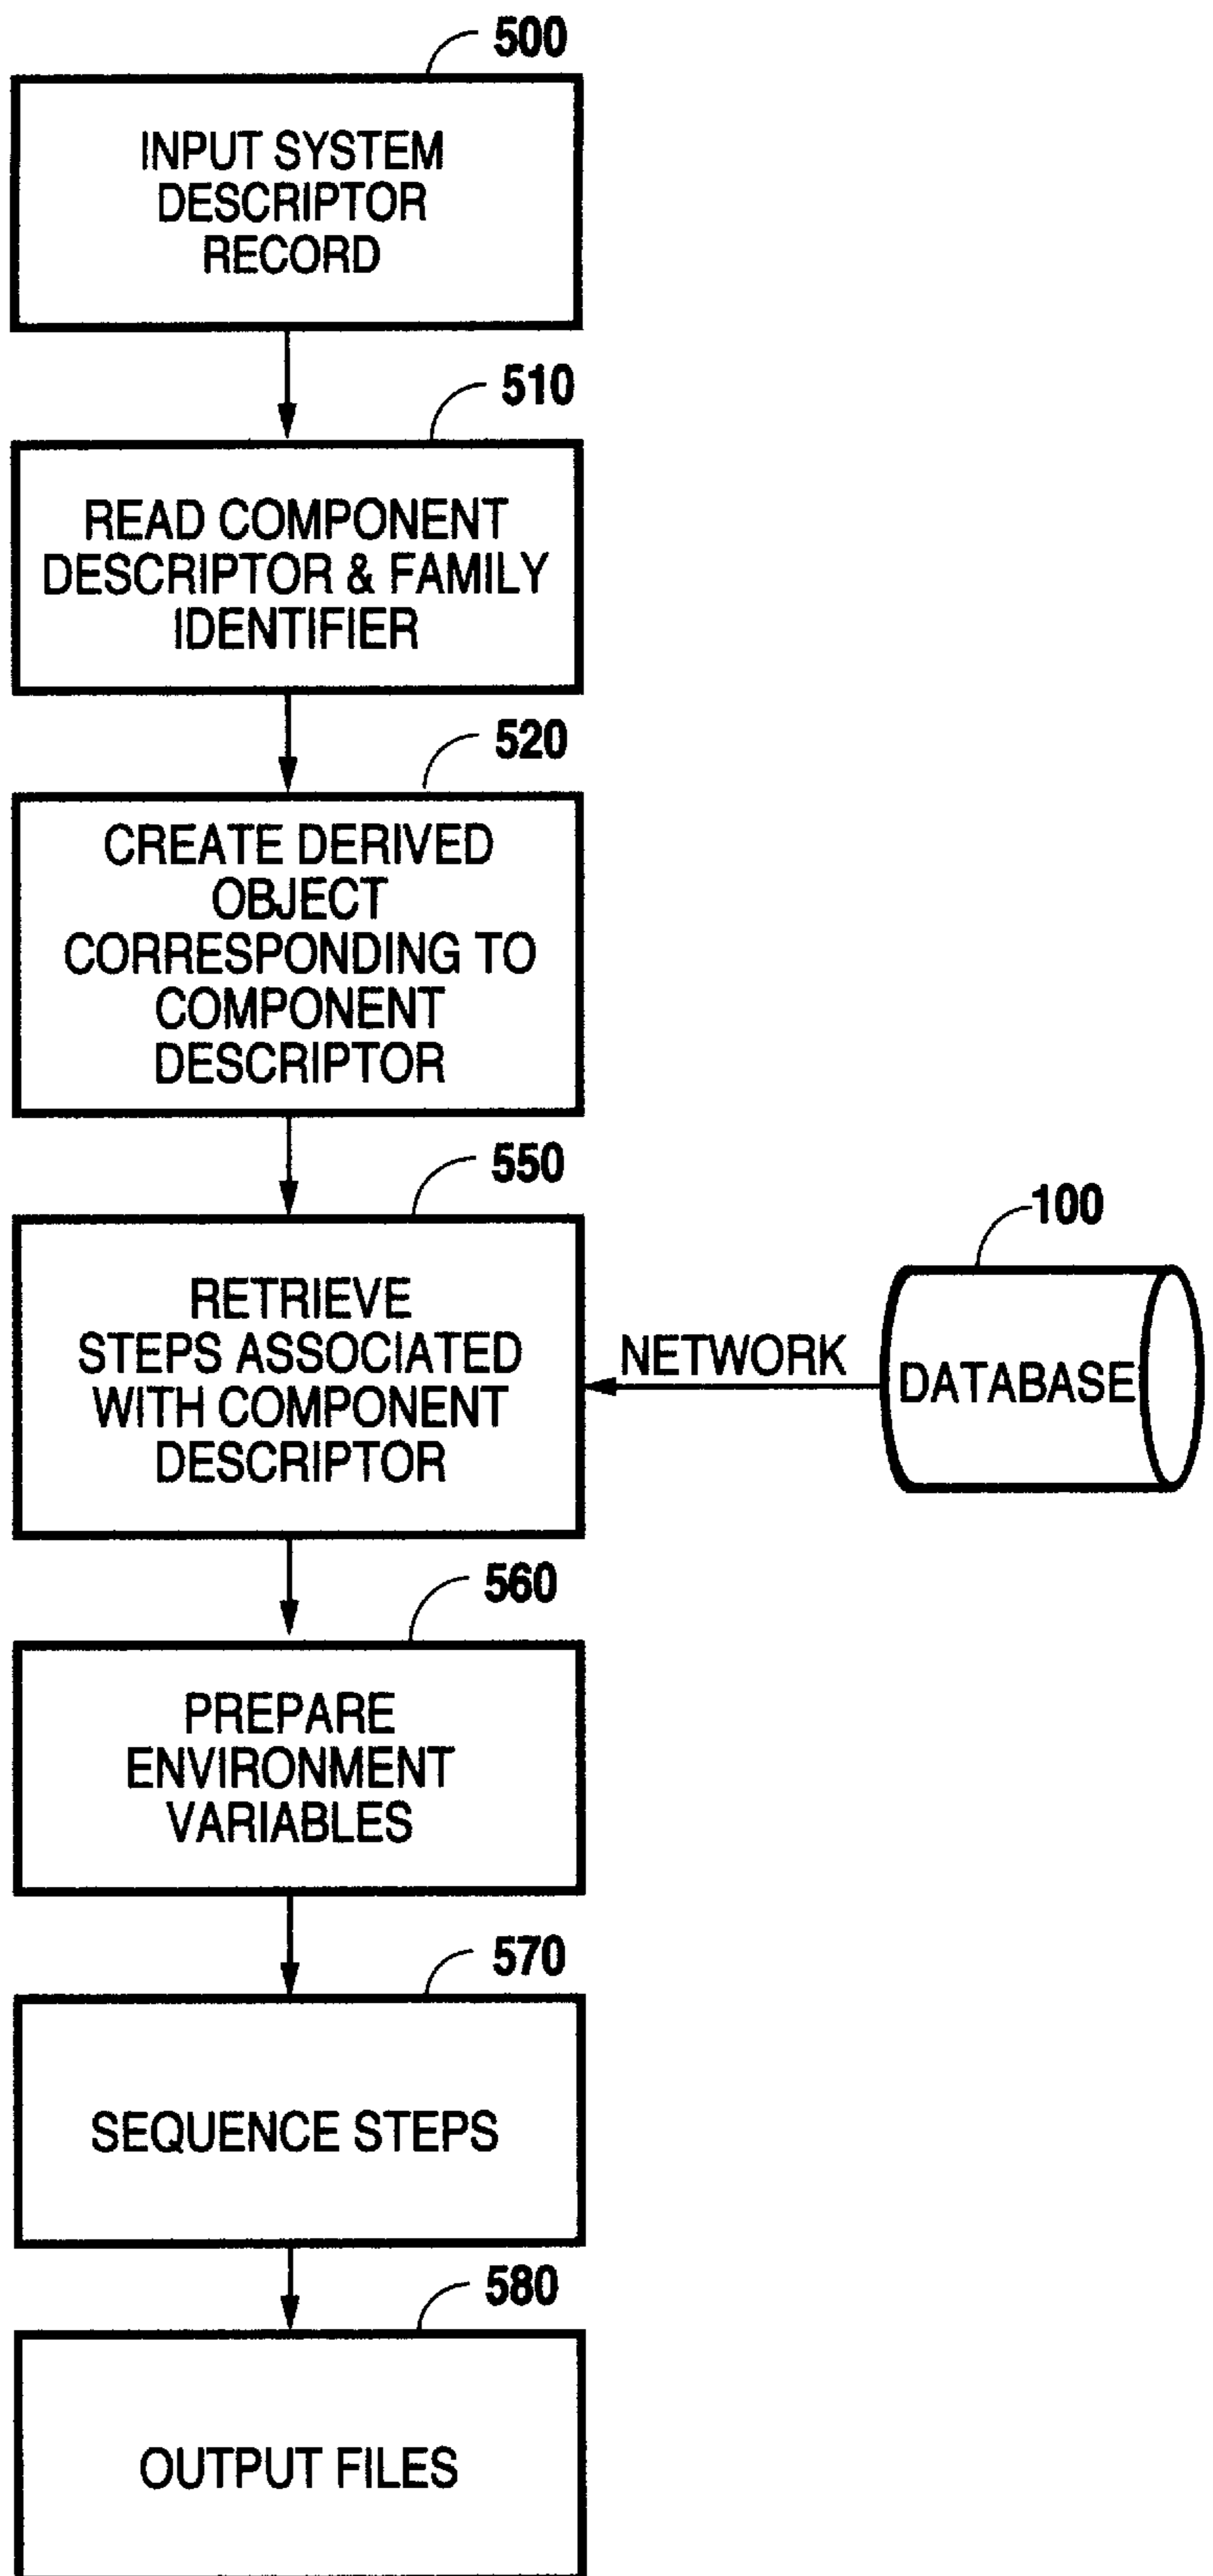 500
INPUT SYSTEM
DESCRIPTOR
RECORD
510
READ COMPONENT
DESCRIPTOR & FAMILY
IDENTIFIER
520
CREATE DERIVED
OBJECT
CORRESPONDING TO
COMPONENT
DESCRIPTOR
550
RETRIEVE
STEPS ASSOCIATED
WITH COMPONENT
DESCRIPTOR
NETWORK
100
DATABASE
560
PREPARE
ENVIRONMENT
VARIABLES
570
SEQUENCE STEPS
580
OUTPUT FILES